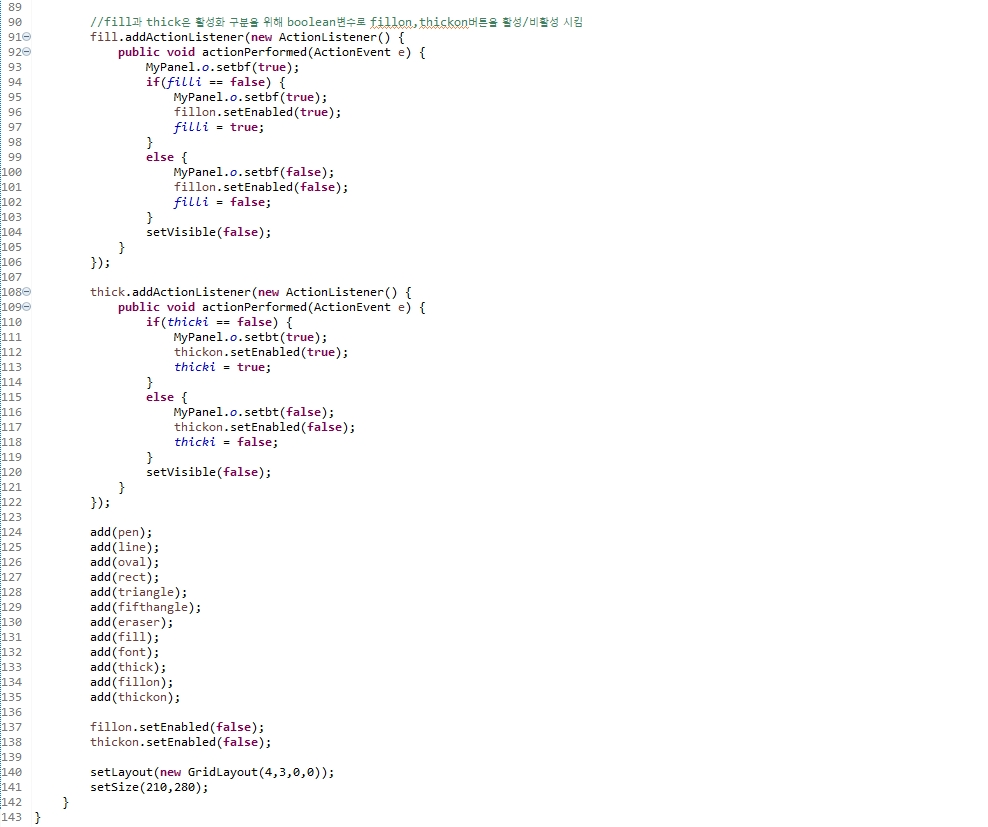 89
90 //fill과 thick은 활성화 구분을 위해 boolean변수로 fillon,thickon버튼을 활성/비활성 시킴
91 fill.addActionListener(new ActionListener() {
92 public void actionPerformed(ActionEvent e) {
93 MyPanel.o.setbf(true);
94 if(filli == false) {
95 MyPanel.o.setbf(true);
96 fillon.setEnabled(true);
97 filli = true;
98 }
99 else {
100 MyPanel.o.setbf(false);
101 fillon.setEnabled(false);
102 filli = false;
103 }
104 setVisible(false);
105 }
106 });
107
108 thick.addActionListener(new ActionListener() {
109 public void actionPerformed(ActionEvent e) {
110 if(thicki == false) {
111 MyPanel.o.setbt(true);
112 thickon.setEnabled(true);
113 thicki = true;
114 }
115 else {
116 MyPanel.o.setbt(false);
117 thickon.setEnabled(false);
118 thicki = false;
119 }
120 setVisible(false);
121 }
122 });
123
124 add(pen);
125 add(line);
126 add(oval);
127 add(rect);
128 add(triangle);
129 add(fifthangle);
130 add(eraser);
131 add(fill);
132 add(font);
133 add(thick);
134 add(fillon);
135 add(thickon);
136
137 fillon.setEnabled(false);
138 thickon.setEnabled(false);
139
140 setLayout(new GridLayout(4,3,0,0));
141 setSize(210,280);
142 }
143 }